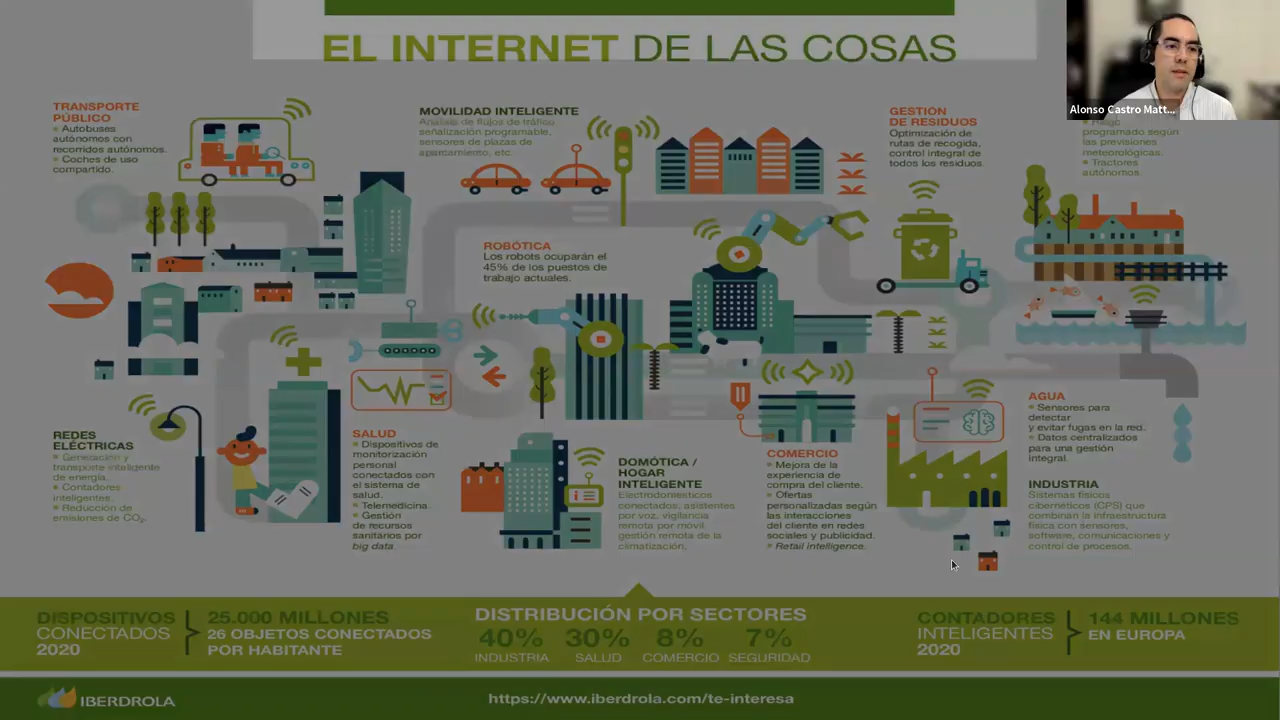 EL INTERNET DE LAS COSAS
Alonso Castro Matt...
TRANSPORTE
PÚBLICO
Autobuses
autónomos con
recorridos autónomos.
Coches de uso
compartido.
MOVILIDAD INTELIGENTE
Análisis de flujos de tráfico
señalización programable,
sensores de plazas de
aparcamiento, etc.
GESTIÓN
DE RESIDUOS
Optimización de
rutas de recogida,
control integral de
todos los residuos.
programado según
las previsiones
meteorológicas.
Tractores
autónomos.
ROBÓTICA
Los robots ocuparán el
45% de los puestos de
trabajo actuales.
REDES
ELÉCTRICAS
Generación y
transporte inteligente
de energía.
Contadores
inteligentes.
Reducción de
emisiones de CO₂.
SALUD
Dispositivos de
monitorización
personal
conectados con
el sistema de
salud.
Telemedicina.
Gestión
de recursos
sanitarios por
big data.
DOMÓTICA /
HOGAR
INTELIGENTE
Electrodomésticos
conectados, asistentes
por voz, vigilancia
remota por móvil,
gestión remota de la
climatización,
COMERCIO
Mejora de la
experiencia de
compra del cliente.
Ofertas
personalizadas según
las interacciones
del cliente en redes
sociales y publicidad.
Retail intelligence.
AGUA
Sensores para
detectar
y evitar fugas en la red.
Datos centralizados
para una gestión
integral.
INDUSTRIA
Sistemas físicos
cibernéticos (CPS) que
combinan la infraestructura
física con sensores,
software, comunicaciones y
control de procesos.
DISPOSITIVOS
CONECTADOS
2020
25.000 MILLONES
26 OBJETOS CONECTADOS
POR HABITANTE
DISTRIBUCIÓN POR SECTORES
40% 30% 8% 7%
INDUSTRIA SALUD COMERCIO SEGURIDAD
CONTADORES
INTELIGENTES
2020
144 MILLONES
EN EUROPA
IBERDROLA
https://www.iberdrola.com/te-interesa